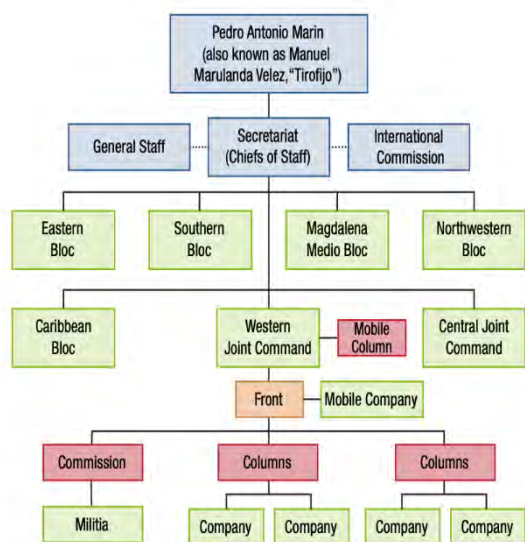 Pedro Antonio Marin
(also known as Manuel
Marulanda Velez,"Tirofijo")
General Staff
Secretariat
(Chiefs of Staff)
International
Commission
Eastern
Bloc
Southern
Bloc
Magdalena
Medio Bloc
Northwestern
Bloc
Caribbean
Bloc
Western
Joint Command
Mobile
Column
Central Joint
Command
Front
Mobile Company
Commission
Columns
Columns
Militia
Company
Company
Company
Company